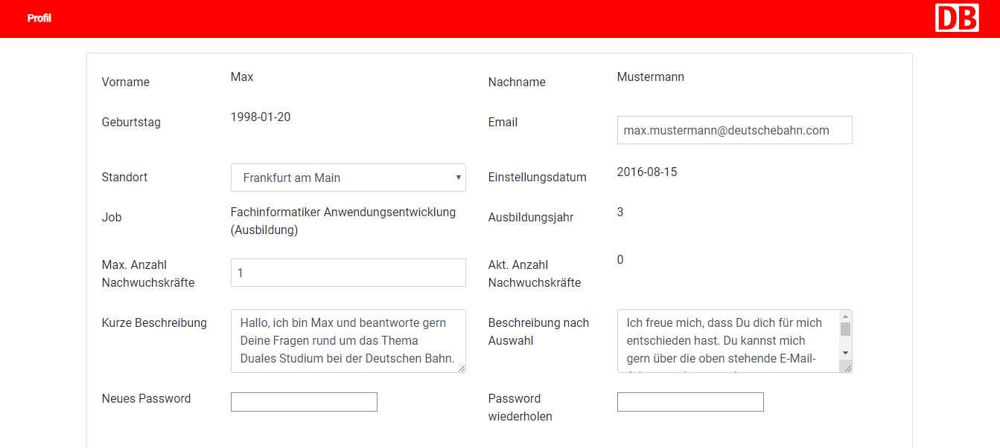 Profil
DB
Vorname
Max
Nachname
Mustermann
Geburtstag
1998-01-20
Email
max.mustermann@deutschebahn.com
Standort
Frankfurt am Main
Einstellungsdatum
2016-08-15
Job
Fachinformatiker Anwendungsentwicklung
(Ausbildung)
Ausbildungsjahr
3
Max. Anzahl
Nachwuchskräfte
1
Akt. Anzahl
Nachwuchskräfte
0
Kurze Beschreibung
Hallo, ich bin Max und beantworte gern
Deine Fragen rund um das Thema
Duales Studium bei der Deutschen Bahn.
Beschreibung nach
Auswahl
Ich freue mich, dass Du dich für mich
entschieden hast. Du kannst mich
gern über die oben stehende E-Mail-
Neues Password
Password
wiederholen